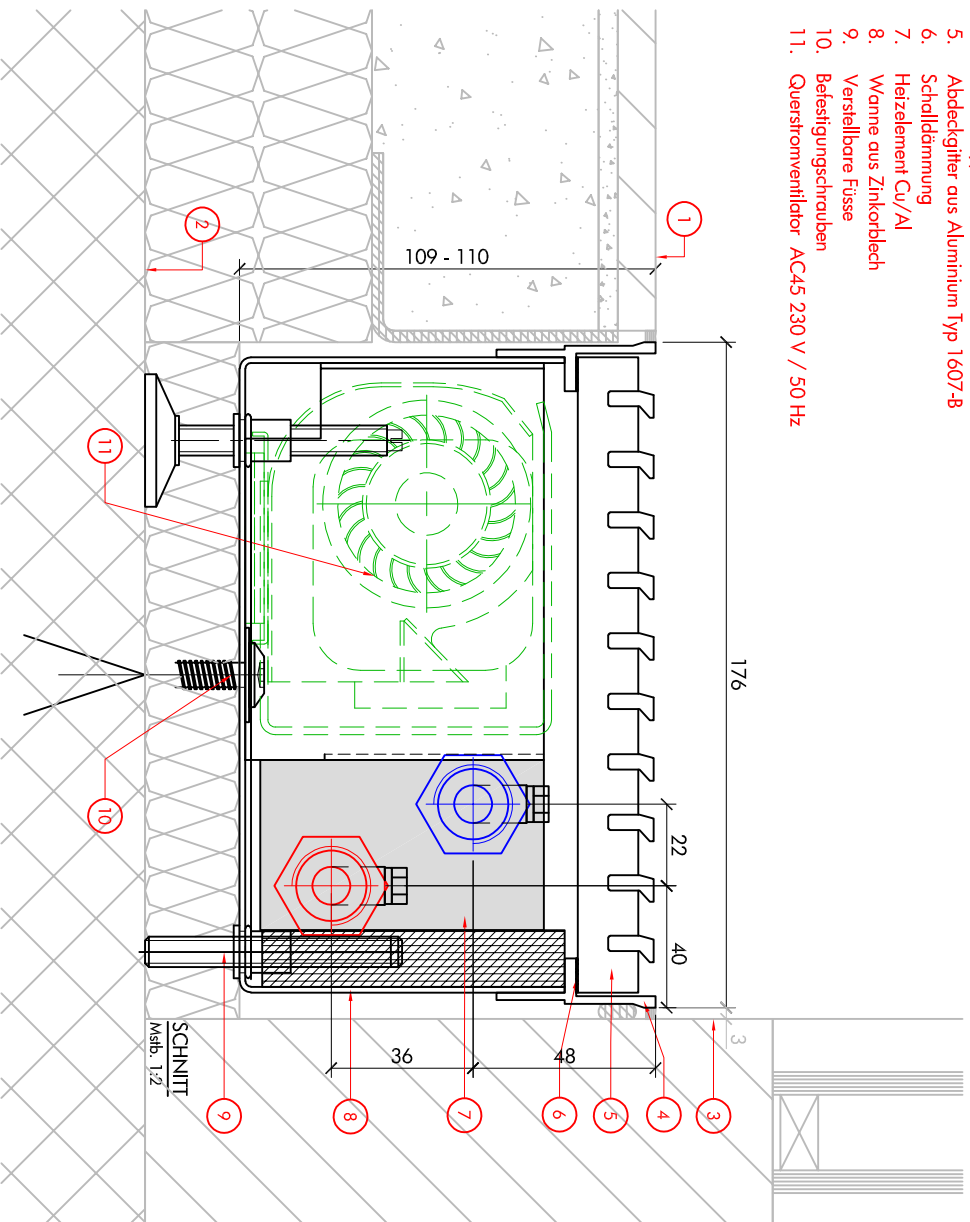 5. Abdeckgitter aus Aluminium Typ 1607-B
6. Schalldämmung
7. Heizelement Cu/Al
8. Wanne aus Zinkorblech
9. Verstellbare Füsse
10. Befestigungschrauben
11. Querstromventilator AC45 230 V / 50 Hz
1
2
109 - 110
11
176
10
22
40
3
SCHNITT
Mstb. 1:2
36
48
9
8
7
6
5
4
3